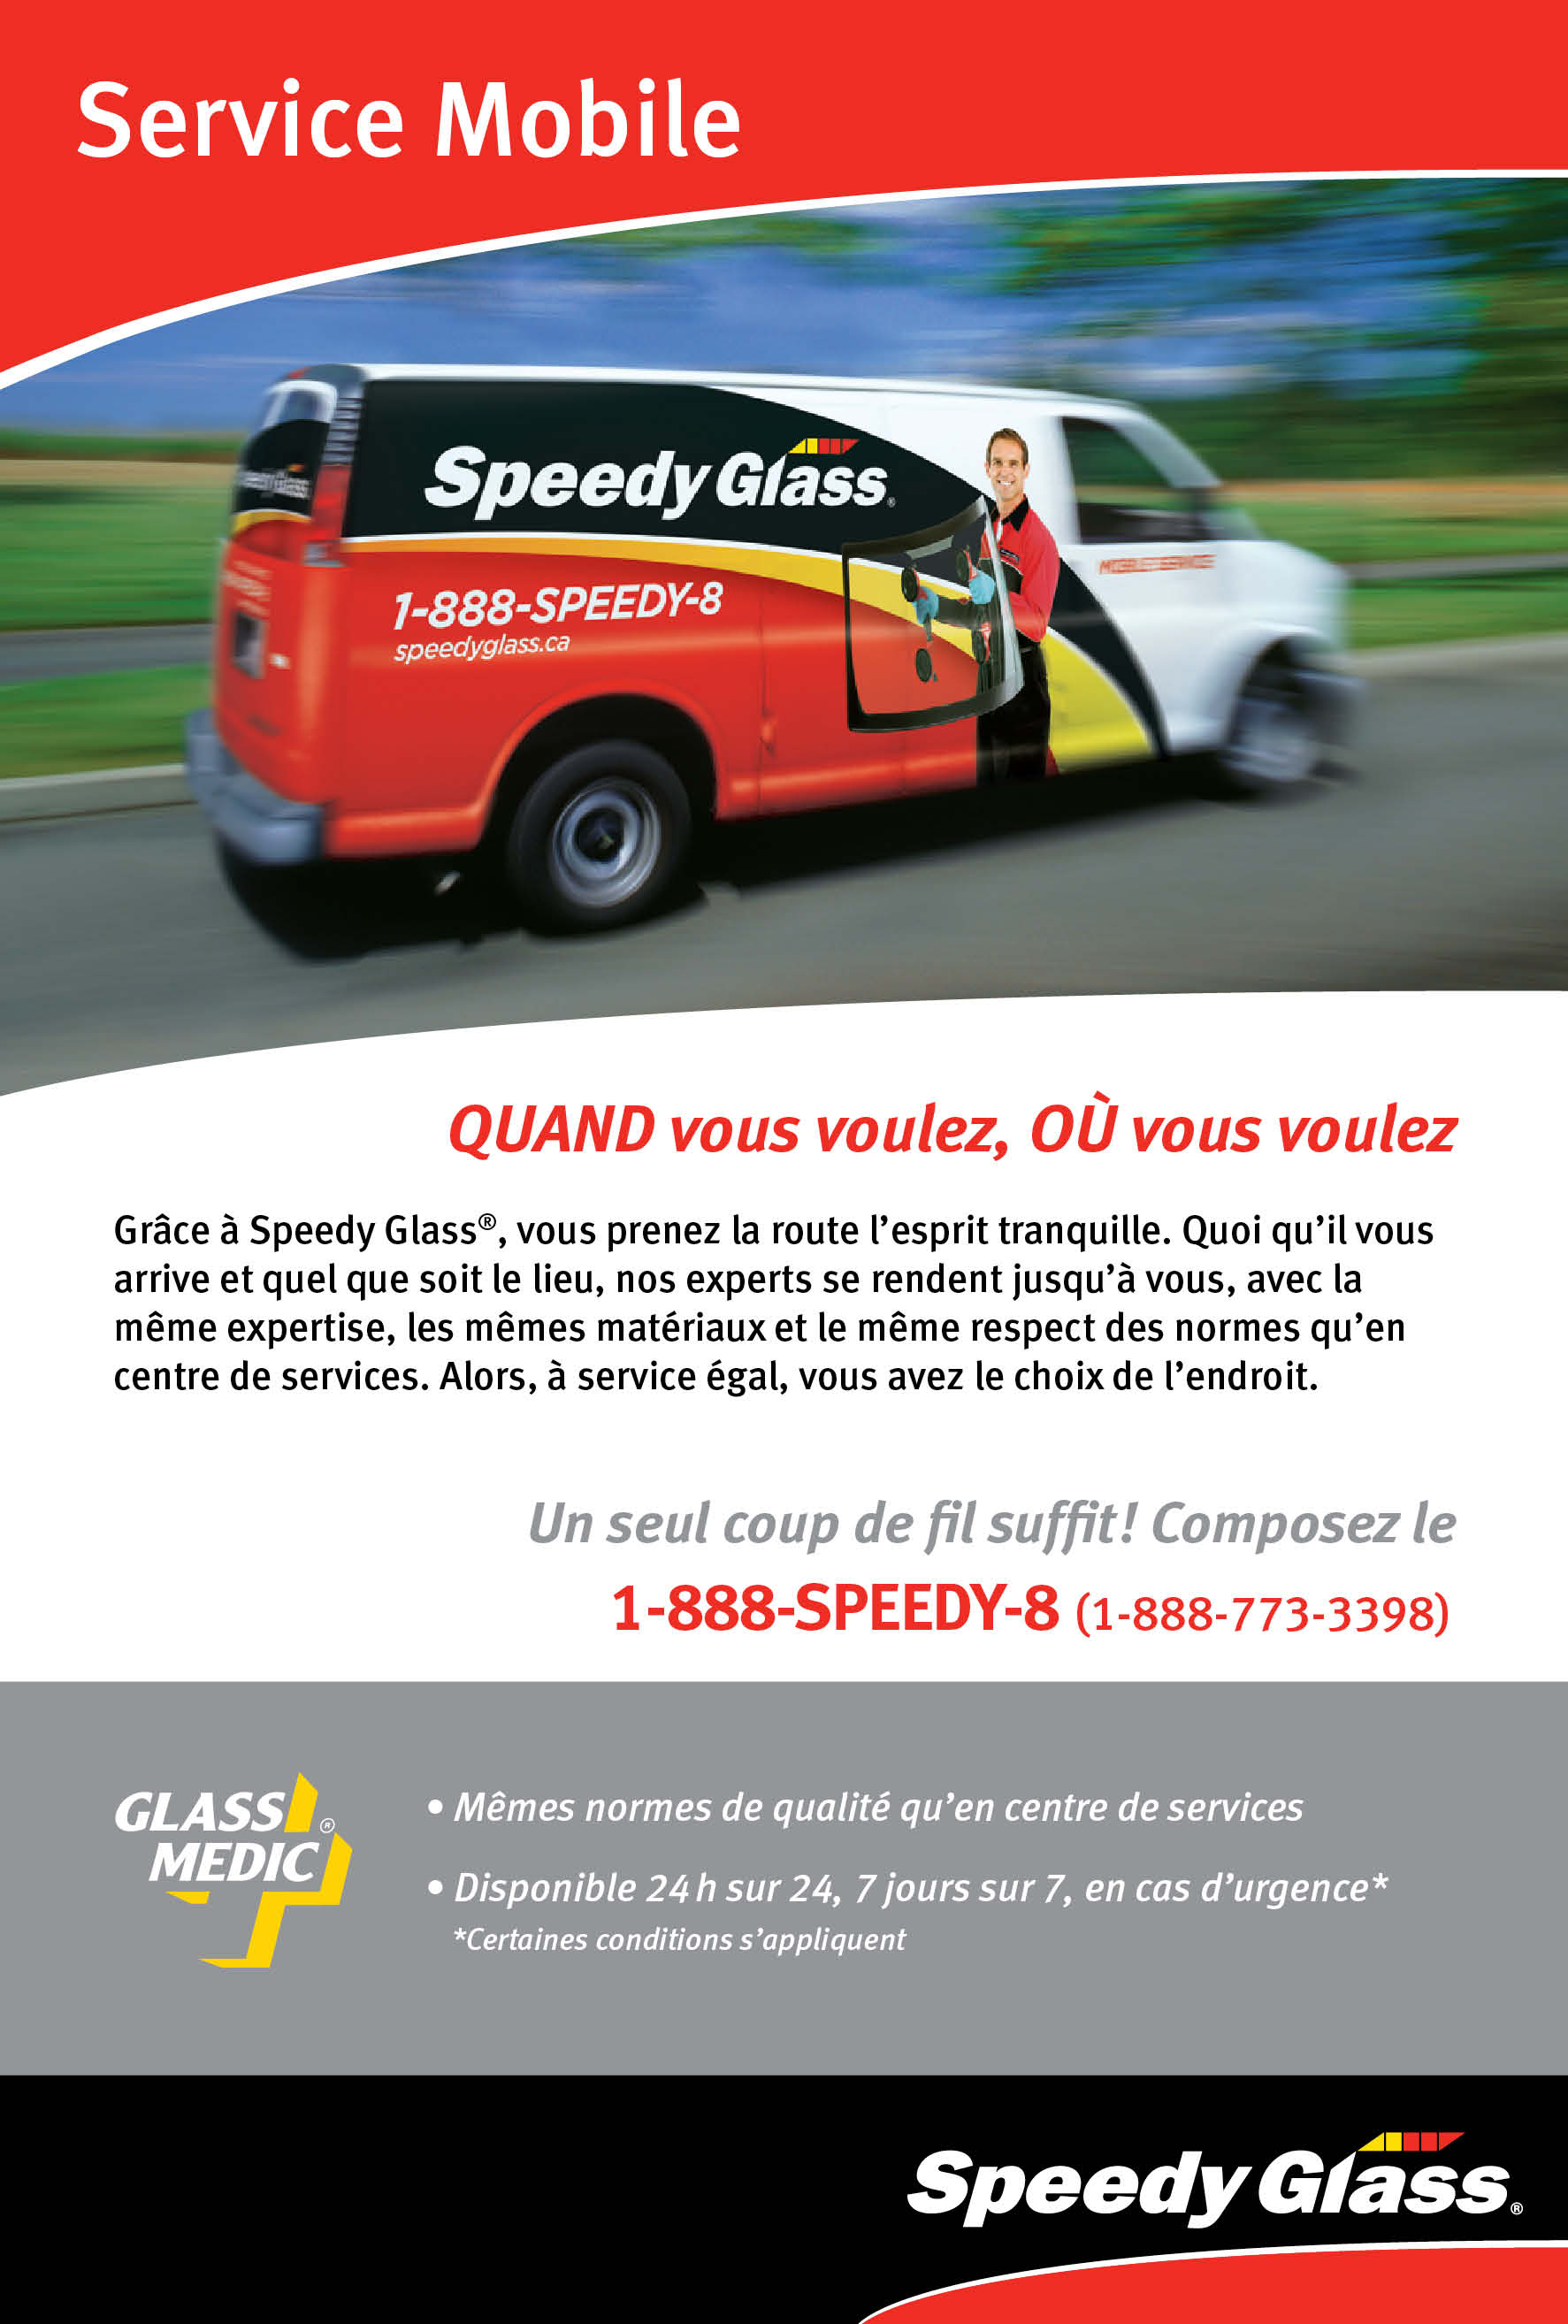 Service Mobile
Speedy Glass®
1-888-SPEEDY-8
speedyglass.ca
MOBILE SERVICE
QUAND vous voulez, OÙ vous voulez
Grâce à Speedy Glass®, vous prenez la route l’esprit tranquille. Quoi qu’il vous
arrive et quel que soit le lieu, nos experts se rendent jusqu’à vous, avec la
même expertise, les mêmes matériaux et le même respect des normes qu’en
centre de services. Alors, à service égal, vous avez le choix de l’endroit.
Un seul coup de fil suffit! Composez le
1-888-SPEEDY-8 (1-888-773-3398)
GLASS
MEDIC®
• Mêmes normes de qualité qu’en centre de services
• Disponible 24 h sur 24, 7 jours sur 7, en cas d’urgence*
*Certaines conditions s’appliquent
Speedy Glass®